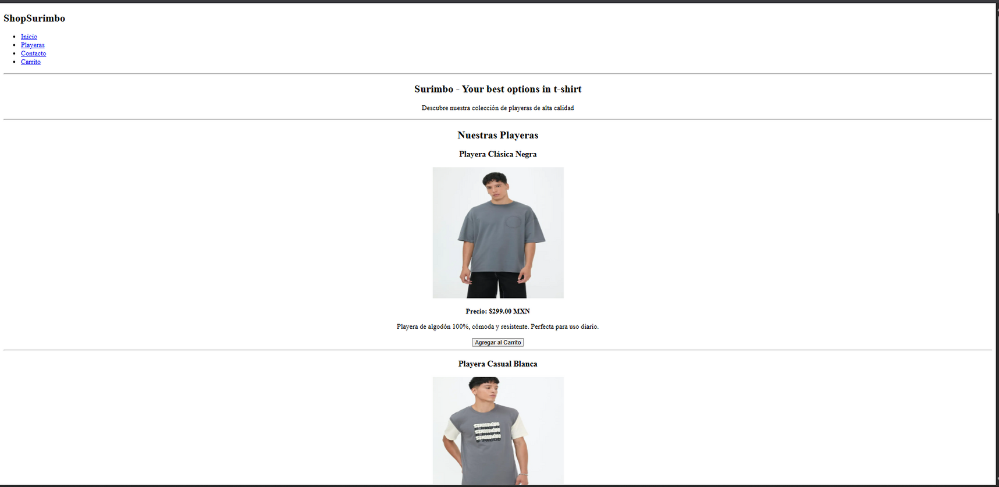 ShopSurimbo
Inicio
Playeras
Contacto
Carrito
Surimbo - Your best options in t-shirt
Descubre nuestra colección de playeras de alta calidad
Nuestras Playeras
Playera Clásica Negra
Precio: $299.00 MXN
Playera de algodón 100%, cómoda y resistente. Perfecta para uso diario.
Agregar al Carrito
Playera Casual Blanca